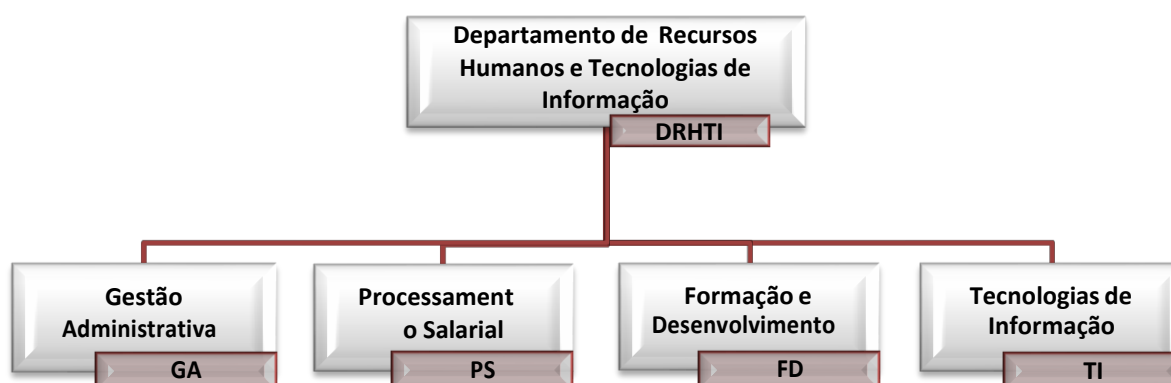 Departamento de Recursos
Humanos e Tecnologias de
Informação
DRHTI
Gestão
Administrativa
GA
Processament
o Salarial
PS
Formação e
Desenvolvimento
FD
Tecnologias de
Informação
TI